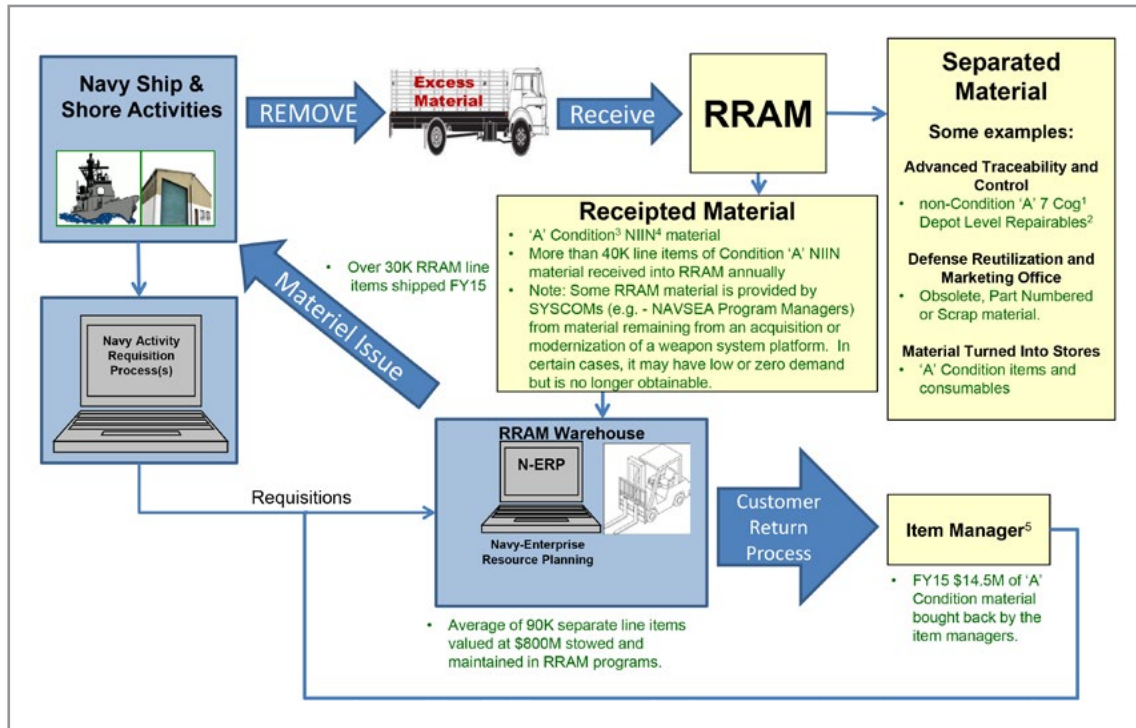 Navy Ship &
Shore Activities
REMOVE
Excess
Material
Receive
RRAM
Separated
Material
Some examples:
Advanced Traceability and
Control
• non-Condition 'A' 7 Cog¹
Depot Level Repairables²
Defense Reutilization and
Marketing Office
• Obsolete, Part Numbered
or Scrap material.
Material Turned Into Stores
• 'A' Condition items and
consumables
Receipted Material
• 'A' Condition³ NIIN⁴ material
• More than 40K line items of Condition 'A' NIIN
material received into RRAM annually
• Note: Some RRAM material is provided by
SYSCOMs (e.g. - NAVSEA Program Managers)
from material remaining from an acquisition or
modernization of a weapon system platform. In
certain cases, it may have low or zero demand
but is no longer obtainable.
• Over 30K RRAM line
items shipped FY15
Materiel Issue
Navy Activity
Requisition
Process(s)
RRAM Warehouse
N-ERP
Navy-Enterprise
Resource Planning
Requisitions
Customer
Return
Process
Item Manager⁵
• FY15 $14.5M of 'A'
Condition material
bought back by the
item managers.
• Average of 90K separate line items
valued at $800M stowed and
maintained in RRAM programs.